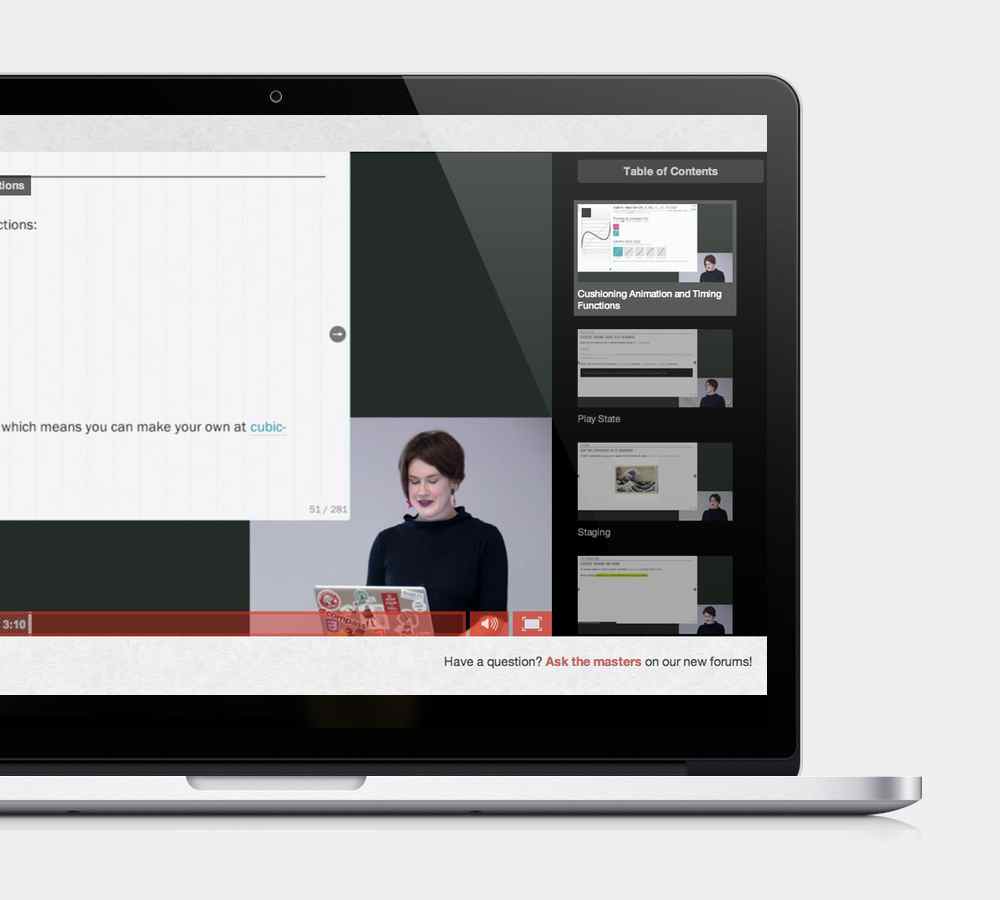 Table of Contents
tions
ctions:
Cushioning Animation and Timing
Functions
Play State
which means you can make your own at cubic-
51 / 281
Staging
3:10
Have a question? Ask the masters on our new forums!